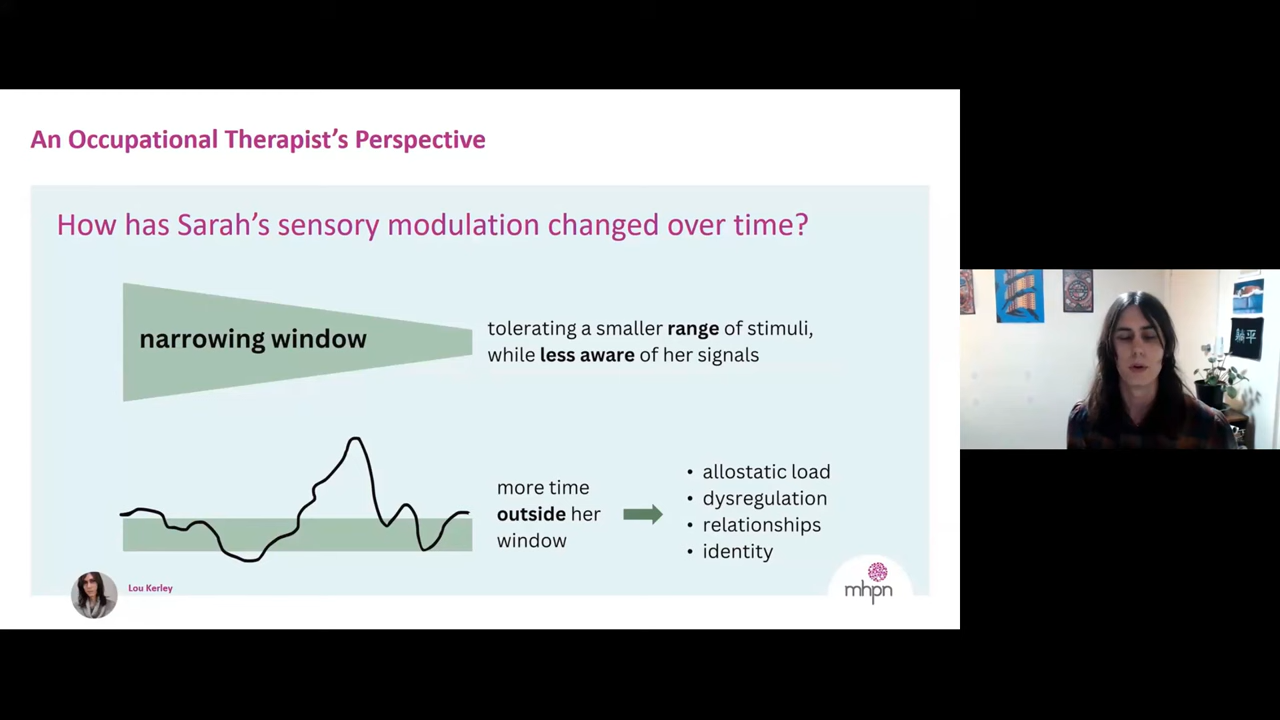 An Occupational Therapist's Perspective
How has Sarah's sensory modulation changed over time?
narrowing window
tolerating a smaller range of stimuli,
while less aware of her signals
more time
outside her
window
• allostatic load
• dysregulation
• relationships
• identity
Lou Kerley
mhpn
躺平